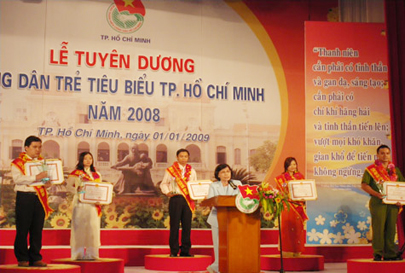 TP. HỒ CHÍ MINH
LỄ TUYÊN DƯƠNG
NG DÂN TRẺ TIÊU BIỂU TP. HỒ CHÍ MINH
NĂM 2008
TP. Hồ Chí Minh, ngày 01/01/2009
"Thanh niên
cần phải có tinh thần
và gan dạ, sáng tạo,
cần phải có
chí khí hăng hái
và tinh thần tiến lên,
vượt mọi khó khăn
gian khổ để tiến
không ngừng